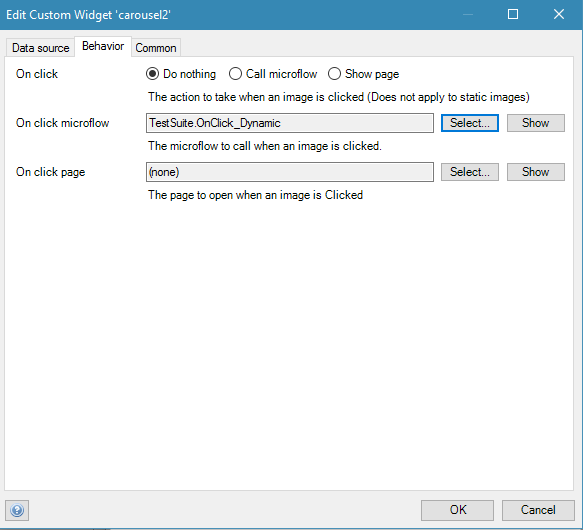 Edit Custom Widget 'carousel2'
Data source Behavior Common
On click Do nothing Call microflow Show page
The action to take when an image is clicked (Does not apply to static images)
On click microflow TestSuite.OnClick_Dynamic Select... Show
The microflow to call when an image is clicked.
On click page (none) Select... Show
The page to open when an image is Clicked
OK Cancel